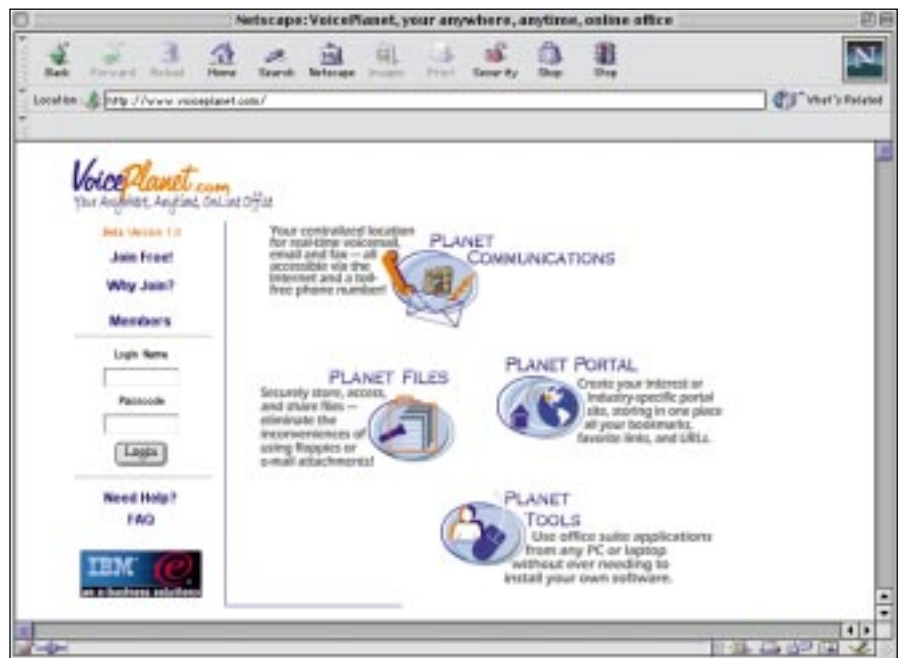 Netscape: VoicePlanet, your anywhere, anytime, online office
Back Forward Reload Home Search Netscape Images Print Security Shop Stop
Location: http://www.voiceplanet.com/ What's Related
VoicePlanet.com
Your Anywhere, Anytime, OnLine Office
Beta Version 1.0
Join Free!
Why Join?
Members
Login Name
Passcode
Login
Need Help?
FAQ
IBM e
an e-business solutions
Your centralized location
for real-time voicemail,
email and fax — all
accessible via the
Internet and a toll-
free phone number!
PLANET
COMMUNICATIONS
PLANET FILES
Securely store, access,
and share files —
eliminate the
inconveniences of
using floppies or
e-mail attachments!
PLANET PORTAL
Create your interest or
industry-specific portal
site, storing in one place
all your bookmarks,
favorite links, and URLs.
PLANET
TOOLS
Use office suite applications
from any PC or laptop
without ever needing to
install your own software.